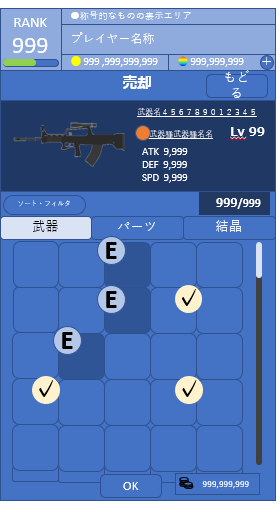 RANK
999
●称号的なものの表示エリア
プレイヤー名称
999 ,999,999,999
999,999,999
+
売却
もど
る
武器名4 5 6 7 8 9 0 1 2 3 4 5
武器種武器種名名
Lv 99
ATK 9,999
DEF 9,999
SPD 9,999
ソート・フィルタ
999/999
武器
パーツ
結晶
E
E
E
OK
999,999,999